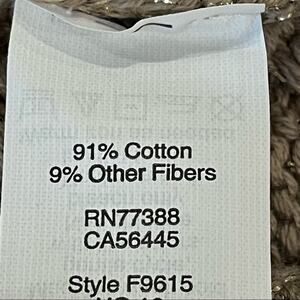 91% Cotton
9% Other Fibers
RN77388
CA56445
Style F9615